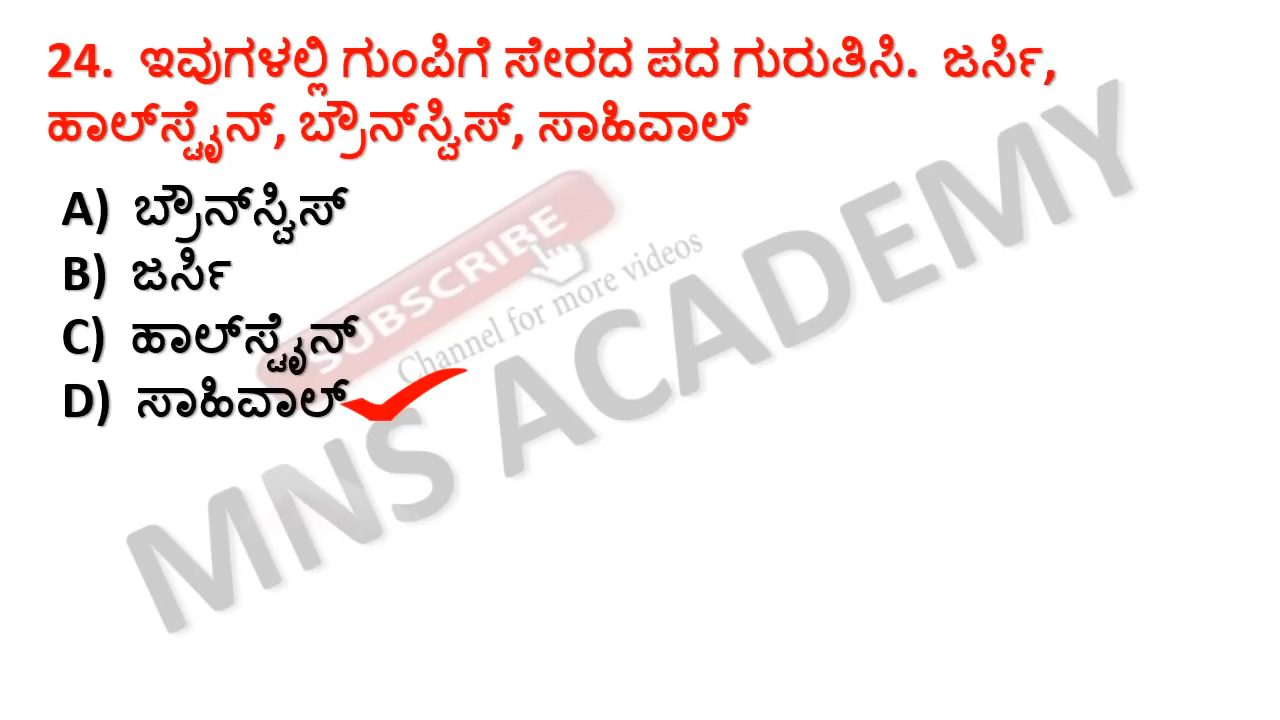 24. ಇವುಗಳಲ್ಲಿ ಗುಂಪಿಗೆ ಸೇರದ ಪದ ಗುರುತಿಸಿ. ಜರ್ಸಿ,
ಹಾಲ್‌ಸ್ಟೈನ್, ಬ್ರೌನ್‌ಸ್ವಿಸ್, ಸಾಹಿವಾಲ್
A) ಬ್ರೌನ್‌ಸ್ವಿಸ್
B) ಜರ್ಸಿ
C) ಹಾಲ್‌ಸ್ಟೈನ್
D) ಸಾಹಿವಾಲ್
SUBSCRIBE
Channel for more videos
MNS ACADEMY